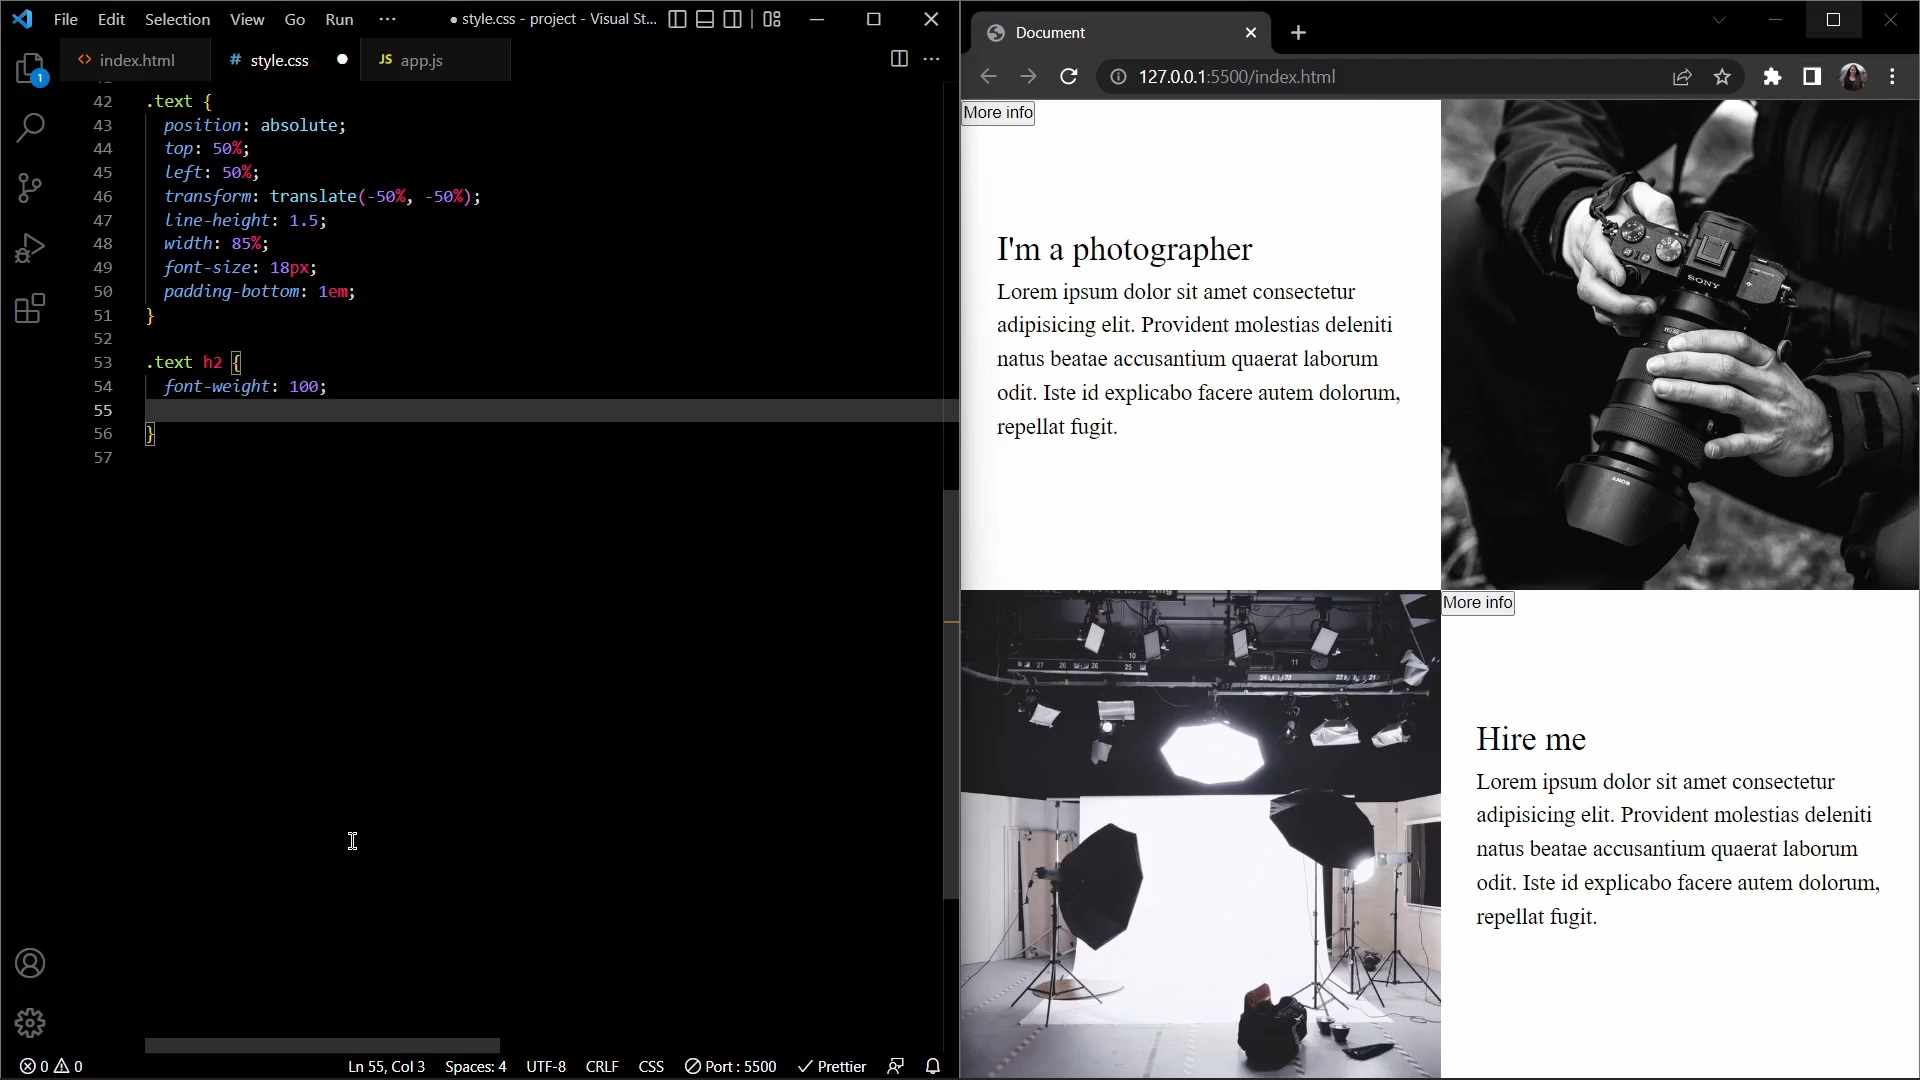 File Edit Selection View Go Run ··· ● style.css - project - Visual St...
index.html # style.css ● JS app.js
1
42 .text {
43 position: absolute;
44 top: 50%;
45 left: 50%;
46 transform: translate(-50%, -50%);
47 line-height: 1.5;
48 width: 85%;
49 font-size: 18px;
50 padding-bottom: 1em;
51 }
52
53 .text h2 {
54 font-weight: 100;
55
56 }
57
0 0 Ln 55, Col 3 Spaces: 4 UTF-8 CRLF CSS Port : 5500 Prettier
Document
127.0.0.1:5500/index.html
More info
I'm a photographer
Lorem ipsum dolor sit amet consectetur
adipisicing elit. Provident molestias deleniti
natus beatae accusantium quaerat laborum
odit. Iste id explicabo facere autem dolorum,
repellat fugit.
SONY
SONY
More info
Hire me
Lorem ipsum dolor sit amet consectetur
adipisicing elit. Provident molestias deleniti
natus beatae accusantium quaerat laborum
odit. Iste id explicabo facere autem dolorum,
repellat fugit.